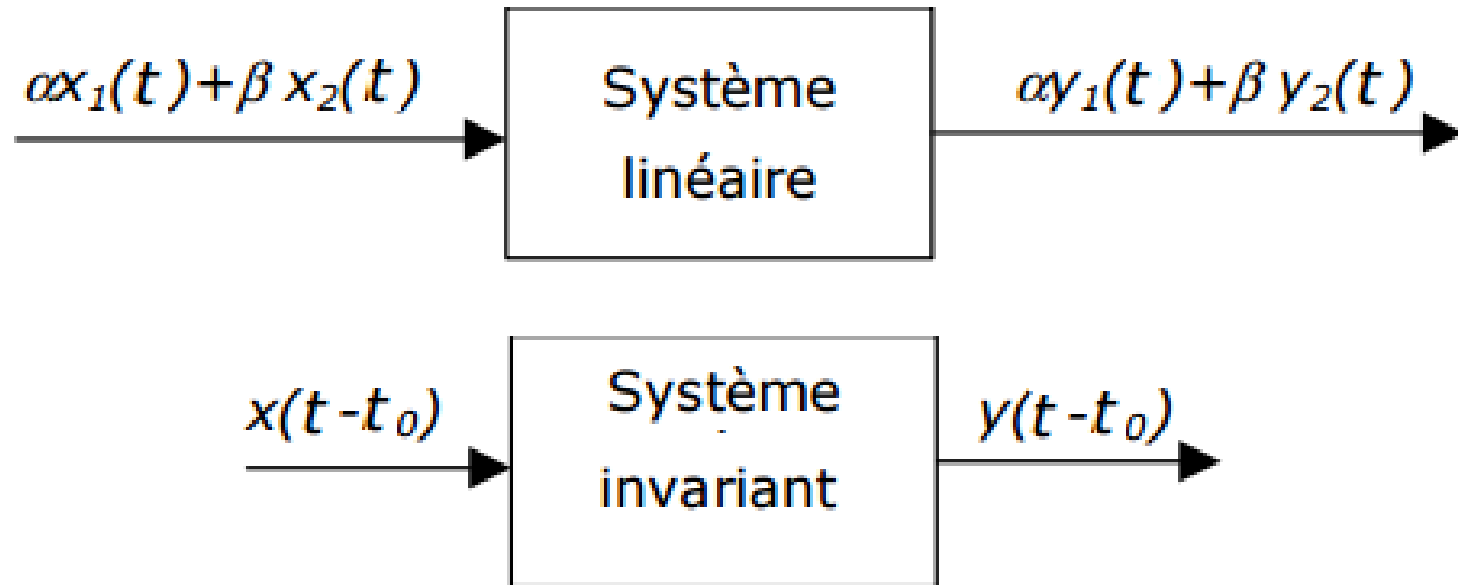 αx₁(t)+β x₂(t)
Système
linéaire
αy₁(t)+β y₂(t)
x(t-t₀)
Système
invariant
y(t-t₀)